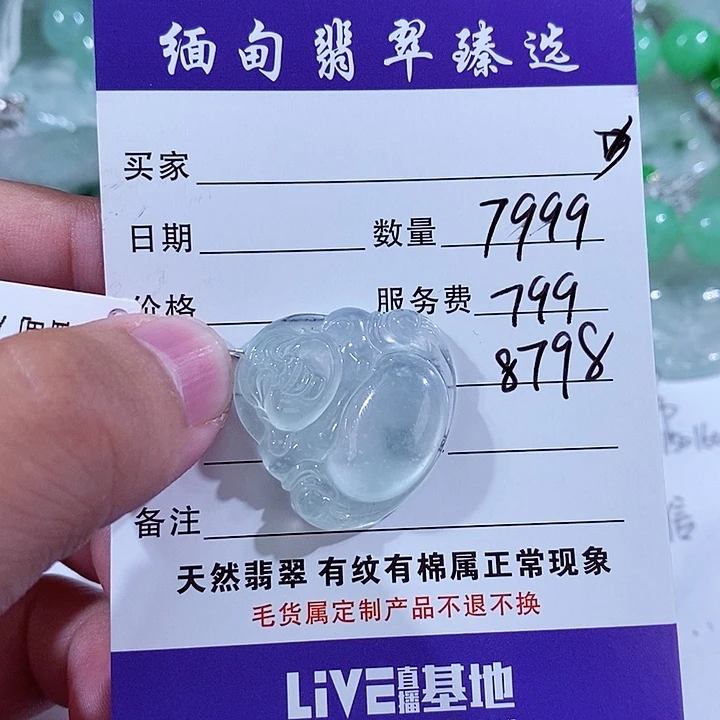 缅甸翡翠臻选
买家
日期 数量 7999
价格 服务费 799
8798
备注
天然翡翠 有纹有棉属正常现象
毛货属定制产品不退不换
LiVE直播基地